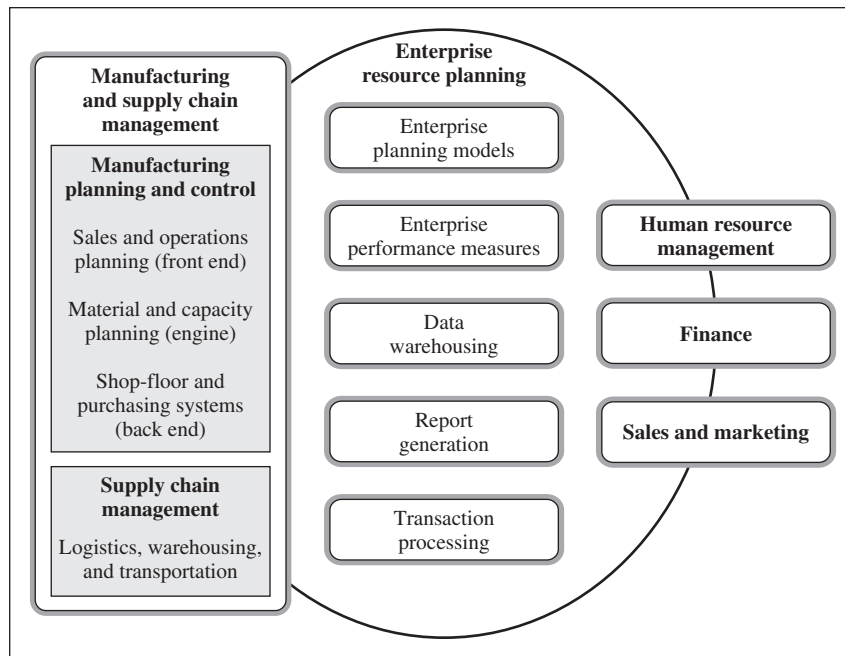 Manufacturing
and supply chain
management
Manufacturing
planning and control
Sales and operations
planning (front end)
Material and capacity
planning (engine)
Shop-floor and
purchasing systems
(back end)
Supply chain
management
Logistics, warehousing,
and transportation
Enterprise
resource planning
Enterprise
planning models
Enterprise
performance measures
Data
warehousing
Report
generation
Transaction
processing
Human resource
management
Finance
Sales and marketing